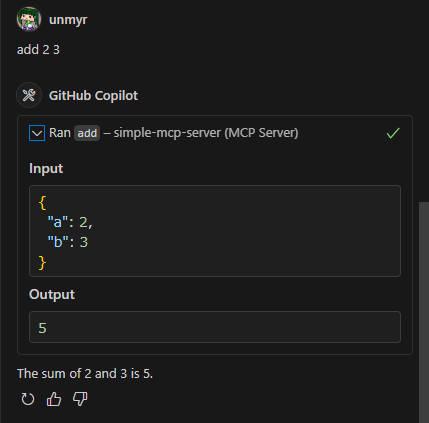 unmyr
add 2 3
GitHub Copilot
Ran add – simple-mcp-server (MCP Server)
Input
{
"a": 2,
"b": 3
}
Output
5
The sum of 2 and 3 is 5.